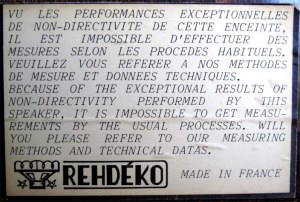 VU LES PERFORMANCES EXCEPTIONNELLES
DE NON-DIRECTIVITE DE CETTE ENCEINTE,
IL EST IMPOSSIBLE D'EFFECTUER DES
MESURES SELON LES PROCEDES HABITUELS.
VEUILLEZ VOUS REFERER A NOS METHODES
DE MESURE ET DONNEES TECHNIQUES.
BECAUSE OF THE EXCEPTIONAL RESULTS OF
NON-DIRECTIVITY PERFORMED BY THIS
SPEAKER, IT IS IMPOSSIBLE TO GET MEASU-
REMENTS BY THE USUAL PROCESSES. WILL
YOU PLEASE REFER TO OUR MEASURING
METHODS AND TECHNICAL DATAS.
REHDÉKO MADE IN FRANCE